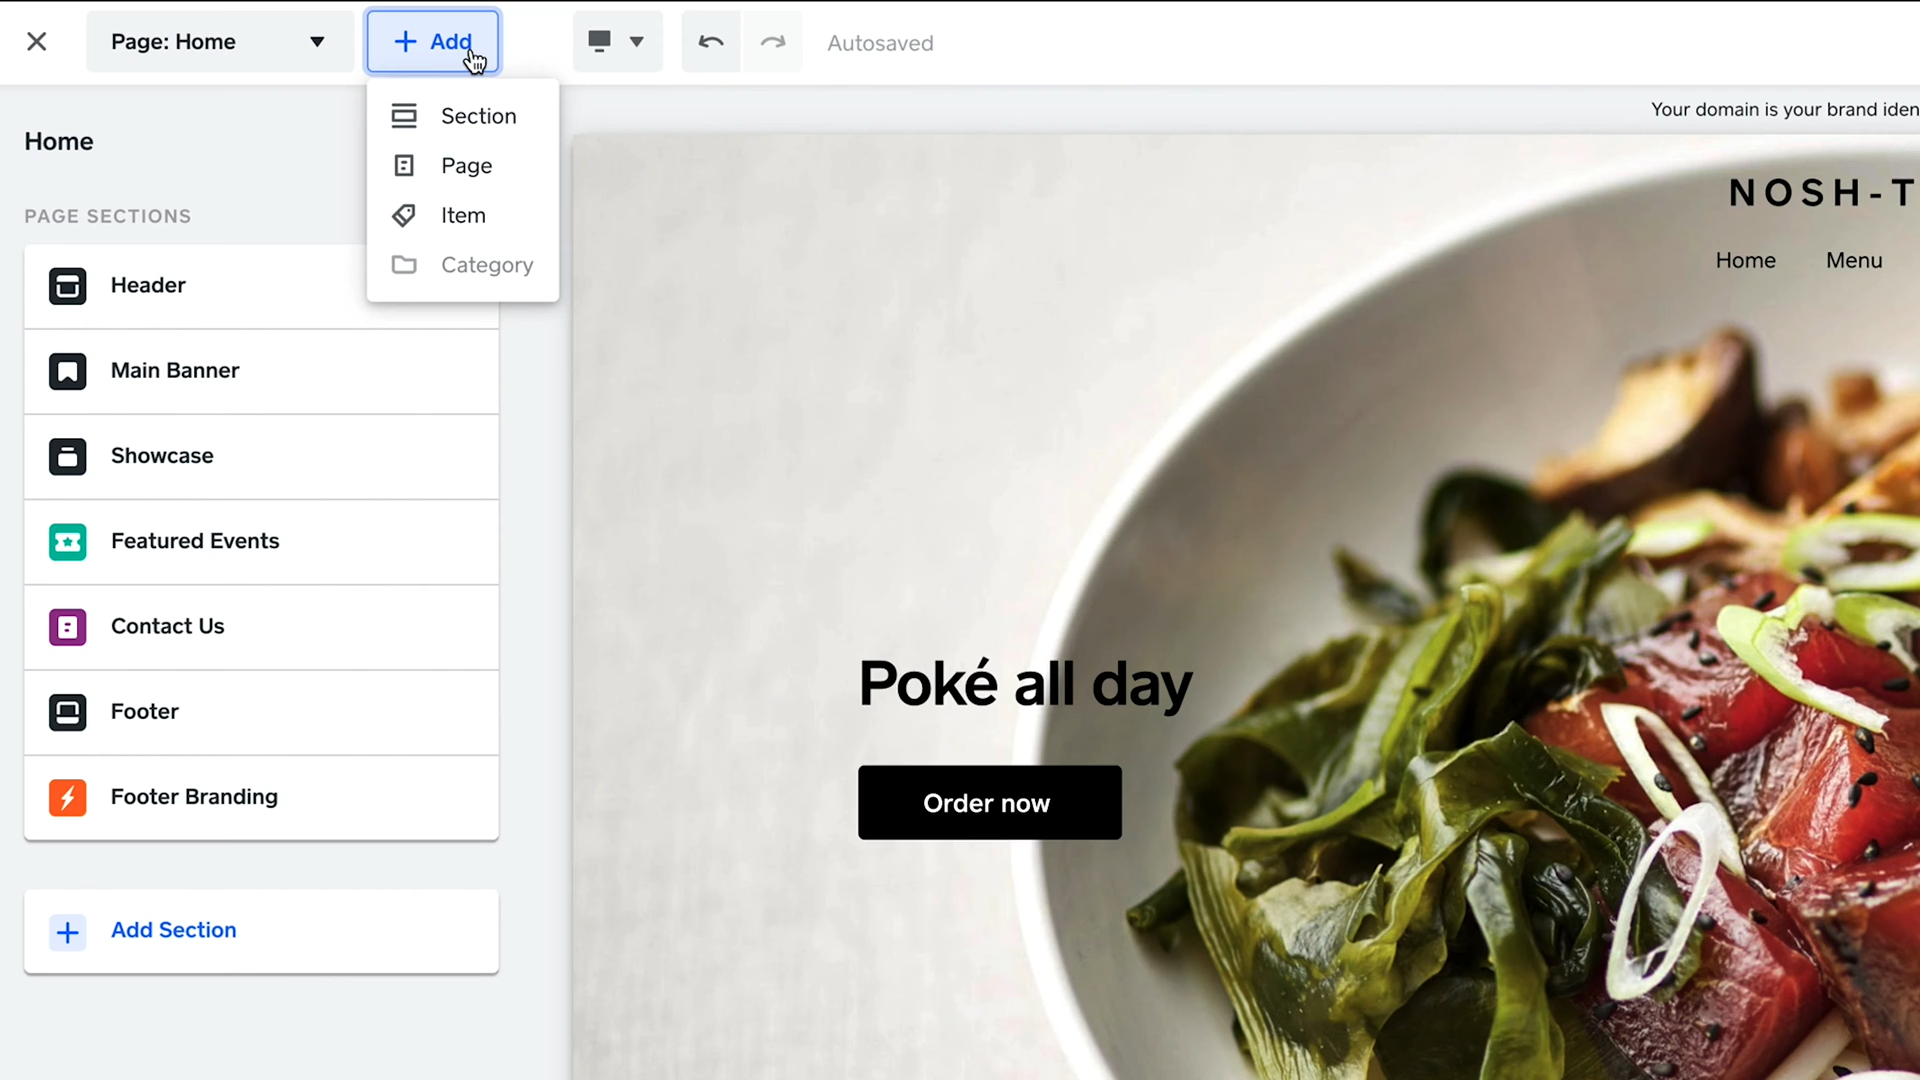 Page: Home
Add
Autosaved
Section
Page
Item
Category
Home
PAGE SECTIONS
Header
Main Banner
Showcase
Featured Events
Contact Us
Footer
Footer Branding
Add Section
Your domain is your brand iden
NOSH-T
Home Menu
Poké all day
Order now